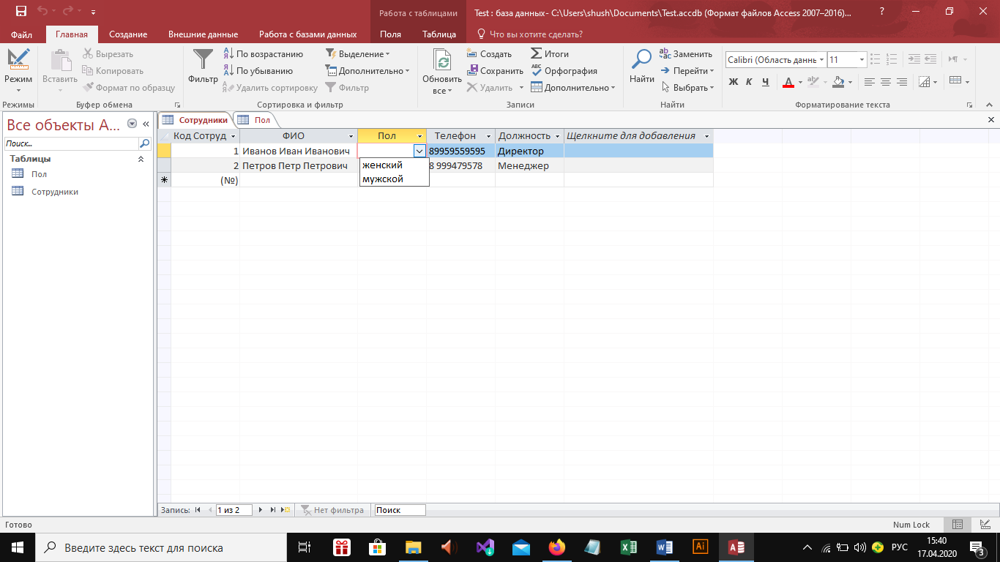 Работа с таблицами
Test : база данных- C:\Users\shush\Documents\Test.accdb (Формат файлов Access 2007–2016)...
?
Файл
Главная
Создание
Внешние данные
Работа с базами данных
Поля
Таблица
Что вы хотите сделать?
Режим
Вставить
Вырезать
Копировать
Формат по образцу
Фильтр
По возрастанию
По убыванию
Удалить сортировку
Выделение
Дополнительно
Фильтр
Обновить все
Создать
Сохранить
Удалить
Итоги
Орфография
Дополнительно
Найти
Заменить
Перейти
Выбрать
Calibri (Область данны
11
Ж К Ч
Режимы
Буфер обмена
Сортировка и фильтр
Записи
Найти
Форматирование текста
Все объекты A...
Поиск...
Таблицы
Пол
Сотрудники
Сотрудники
Пол
Код Сотруд ФИО Пол Телефон Должность Щелкните для добавления
1 Иванов Иван Иванович 89959559595 Директор
2 Петров Петр Петрович 8 999479578 Менеджер
(№)
женский
мужской
Запись:
1 из 2
Нет фильтра
Поиск
Готово
Num Lock
Введите здесь текст для поиска
РУС
15:40
17.04.2020
3